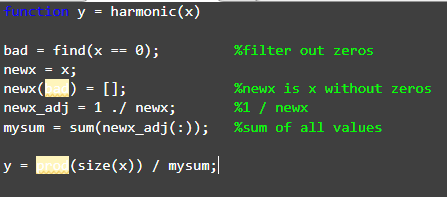 function y = harmonic(x)
bad = find(x == 0); %filter out zeros
newx = x;
newx(bad) = []; %newx is x without zeros
newx_adj = 1 ./ newx; %1 / newx
mysum = sum(newx_adj(:)); %sum of all values
y = prod(size(x)) / mysum;